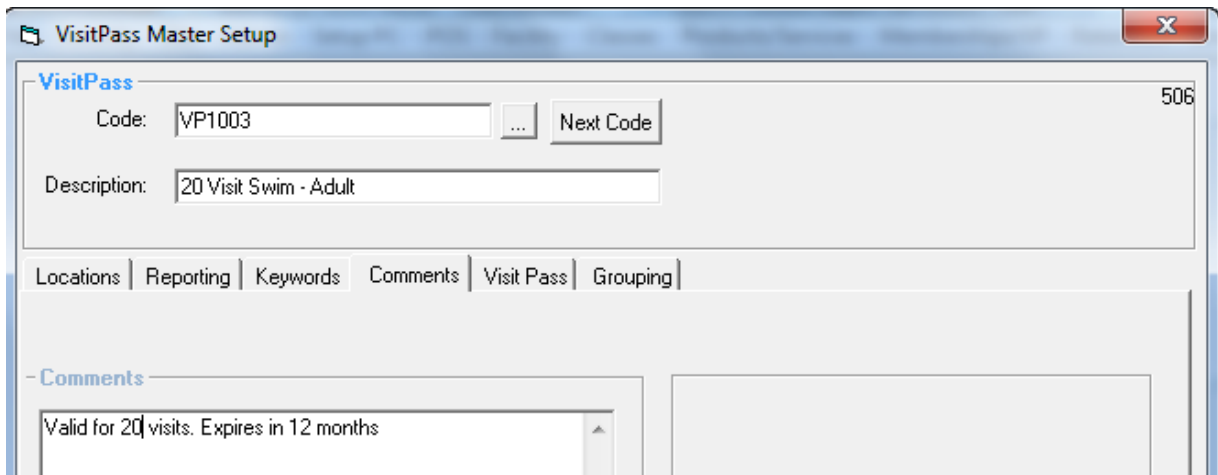 VisitPass Master Setup
VisitPass
506
Code: VP1003 ... Next Code
Description: 20 Visit Swim - Adult
Locations Reporting Keywords Comments Visit Pass Grouping
Comments
Valid for 20 visits. Expires in 12 months